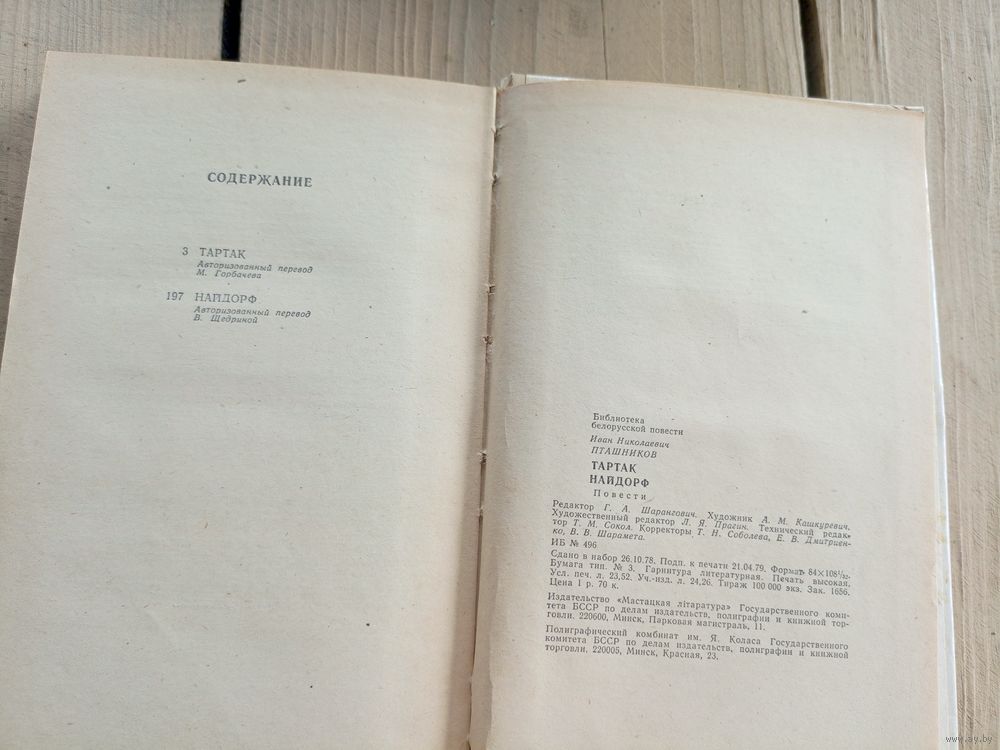 СОДЕРЖАНИЕ
3 ТАРТАК
Авторизованный перевод
М. Горбачева
197 НАЙДОРФ
Авторизованный перевод
В. Щедриной
Библиотека
белорусской повести
Иван Николаевич
ПТАШНИКОВ
ТАРТАК
НАЙДОРФ
Повести
Редактор Г. А. Шарангович. Художник А. М. Кашкуревич.
Художественный редактор Л. Я. Прагин. Технический редак-
тор Т. М. Сокол. Корректоры Т. Н. Соболева, Е. В. Дмитриен-
ко, В. В. Шарамета.
ИБ № 496
Сдано в набор 26.10.78. Подп. к печати 21.04.79. Формат 84×108¹/₃₂.
Бумага тип. № 3. Гарнитура литературная. Печать высокая.
Усл. печ. л. 23,52. Уч.-изд. л. 24,26. Тираж 100 000 экз. Зак. 1656.
Цена 1 р. 70 к.
Издательство «Мастацкая літаратура» Государственного коми-
тета БССР по делам издательств, полиграфии и книжной тор-
говли. 220600, Минск, Парковая магистраль, 11.
Полиграфический комбинат им. Я. Коласа Государственного
комитета БССР по делам издательств, полиграфии и книжной
торговли. 220005, Минск, Красная, 23.
www.ay.by